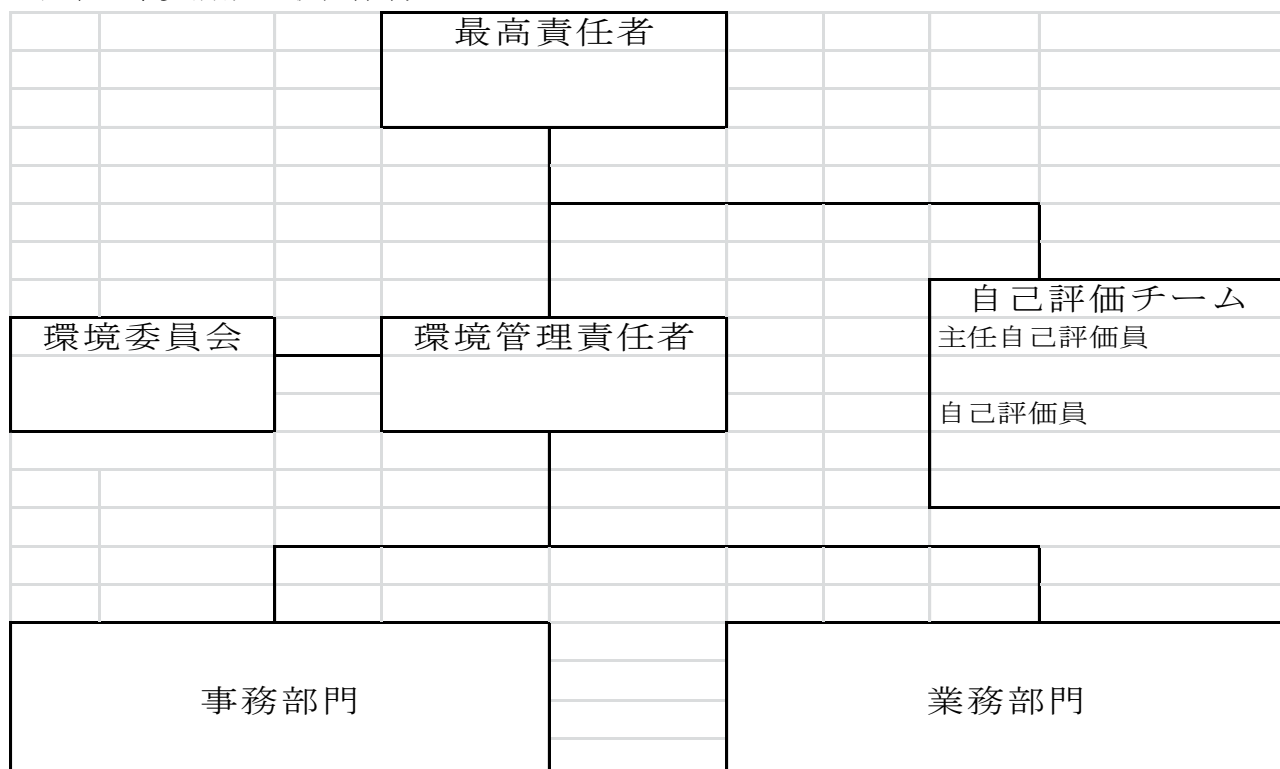 最高責任者
自己評価チーム
環境委員会
環境管理責任者
主任自己評価員
自己評価員
事務部門
業務部門